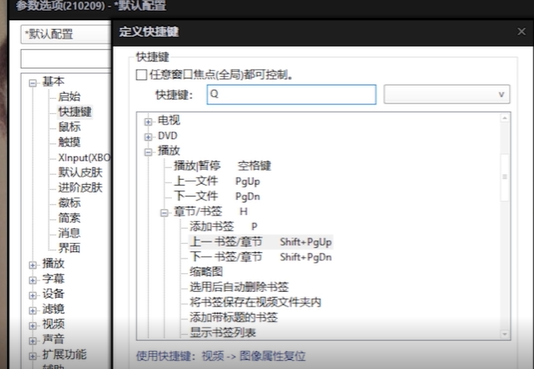 参数选项(210209) - *默认配置
*默认配置
基本
启始
快捷键
鼠标
触摸
XInput(XBO
默认皮肤
进阶皮肤
徽标
简索
消息
界面
播放
字幕
设备
滤镜
视频
声音
扩展功能
辅助
定义快捷键
快捷键
任意窗口焦点(全局)都可控制。
快捷键: Q
电视
DVD
播放
播放|暂停 空格键
上一文件 PgUp
下一文件 PgDn
章节/书签 H
添加书签 P
上一 书签/章节 Shift+PgUp
下一 书签/章节 Shift+PgDn
缩略图
选用后自动删除书签
将书签保存在视频文件夹内
添加带标题的书签
显示书签列表
使用快捷键: 视频 -> 图像属性复位